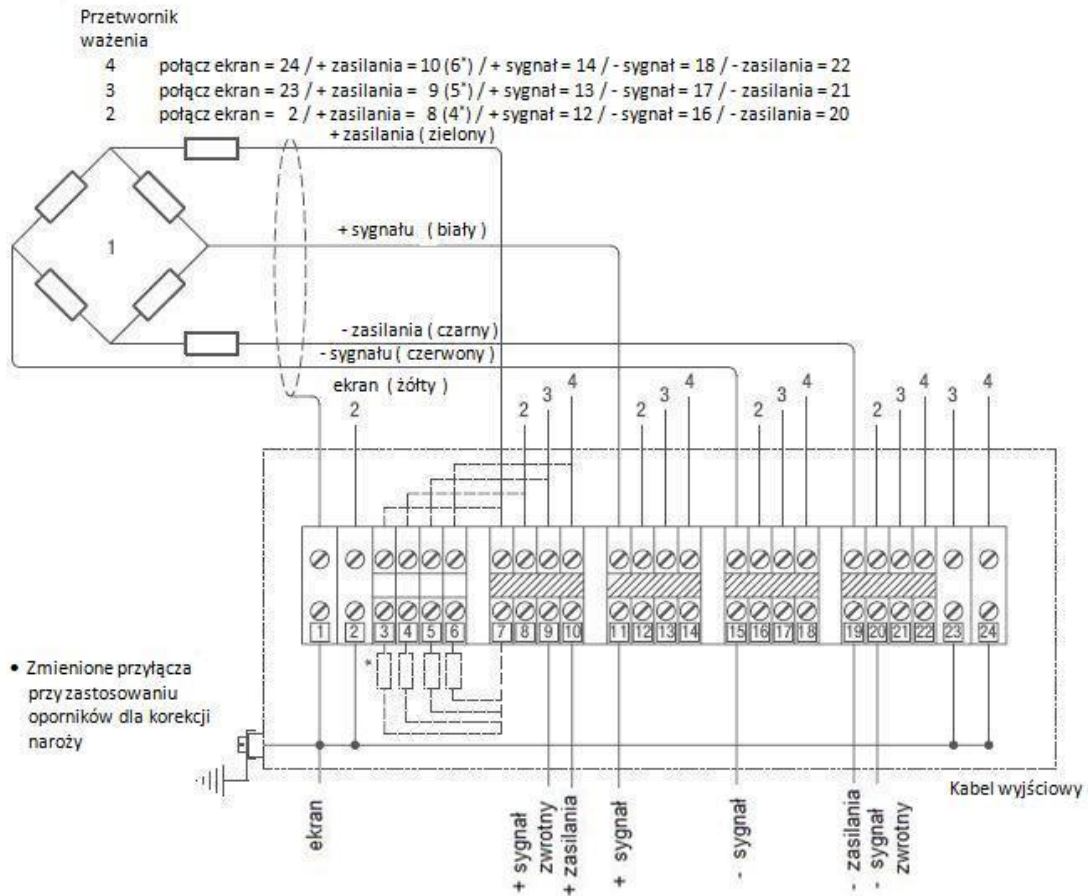 Przetwornik
ważenia
4 połącz ekran = 24 / + zasilania = 10 (6*) / + sygnał = 14 / - sygnał = 18 / - zasilania = 22
3 połącz ekran = 23 / + zasilania = 9 (5*) / + sygnał = 13 / - sygnał = 17 / - zasilania = 21
2 połącz ekran = 2 / + zasilania = 8 (4*) / + sygnał = 12 / - sygnał = 16 / - zasilania = 20
+ zasilania ( zielony )
+ sygnału ( biały )
1
- zasilania ( czarny )
- sygnału ( czerwony )
ekran ( żółty )
2 2 3 4 2 3 4 2 3 4 2 3 4 3 4
1 2 3 4 5 6 7 8 9 10 11 12 13 14 15 16 17 18 19 20 21 22 23 24
*
• Zmienione przyłącza
przy zastosowaniu
oporników dla korekcji
naroży
Kabel wyjściowy
ekran
+ sygnał
zwrotny
+ zasilania
+ sygnał
- sygnał
- zasilania
- sygnał
zwrotny